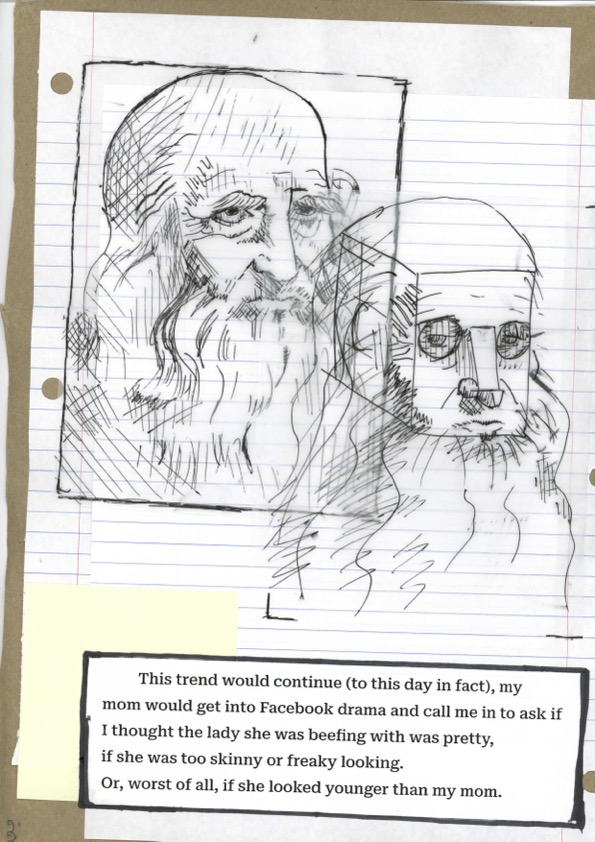 This trend would continue (to this day in fact), my
mom would get into Facebook drama and call me in to ask if
I thought the lady she was beefing with was pretty,
if she was too skinny or freaky looking.
Or, worst of all, if she looked younger than my mom.